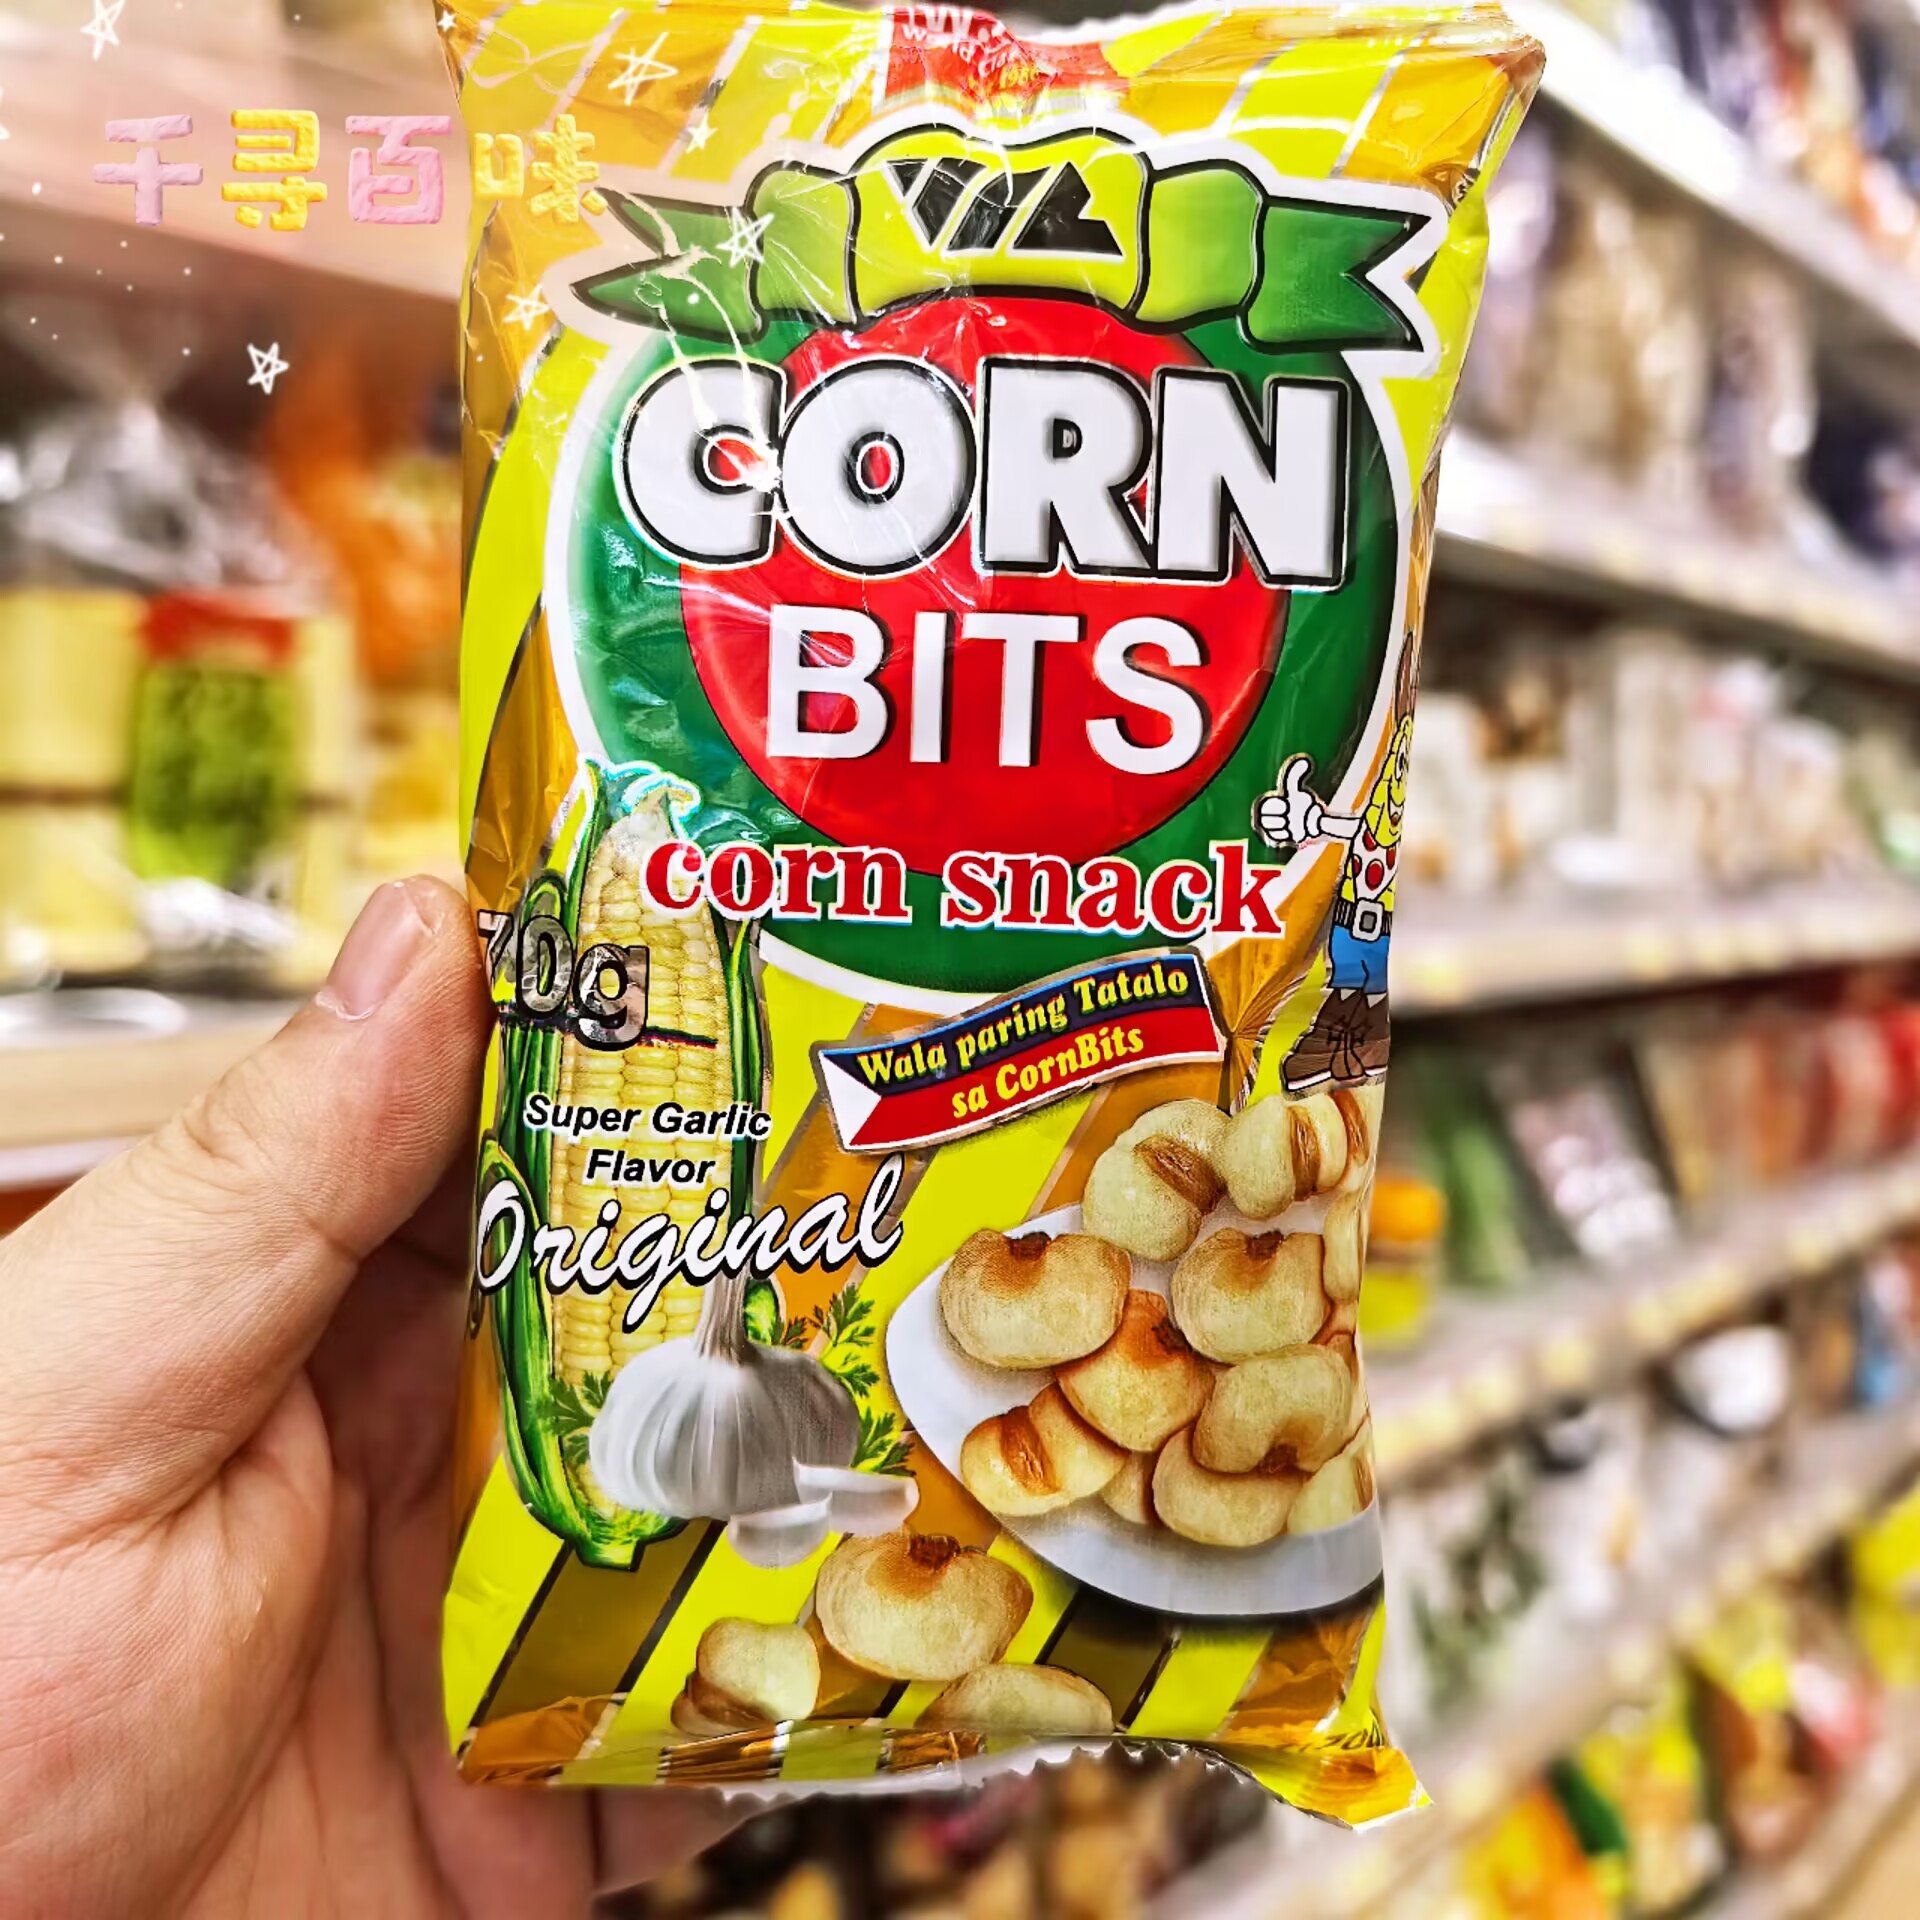 千寻百味
W.L.
CORN
BITS
corn snack
70g
Wala paring Tatalo
sa CornBits
Super Garlic
Flavor
Original